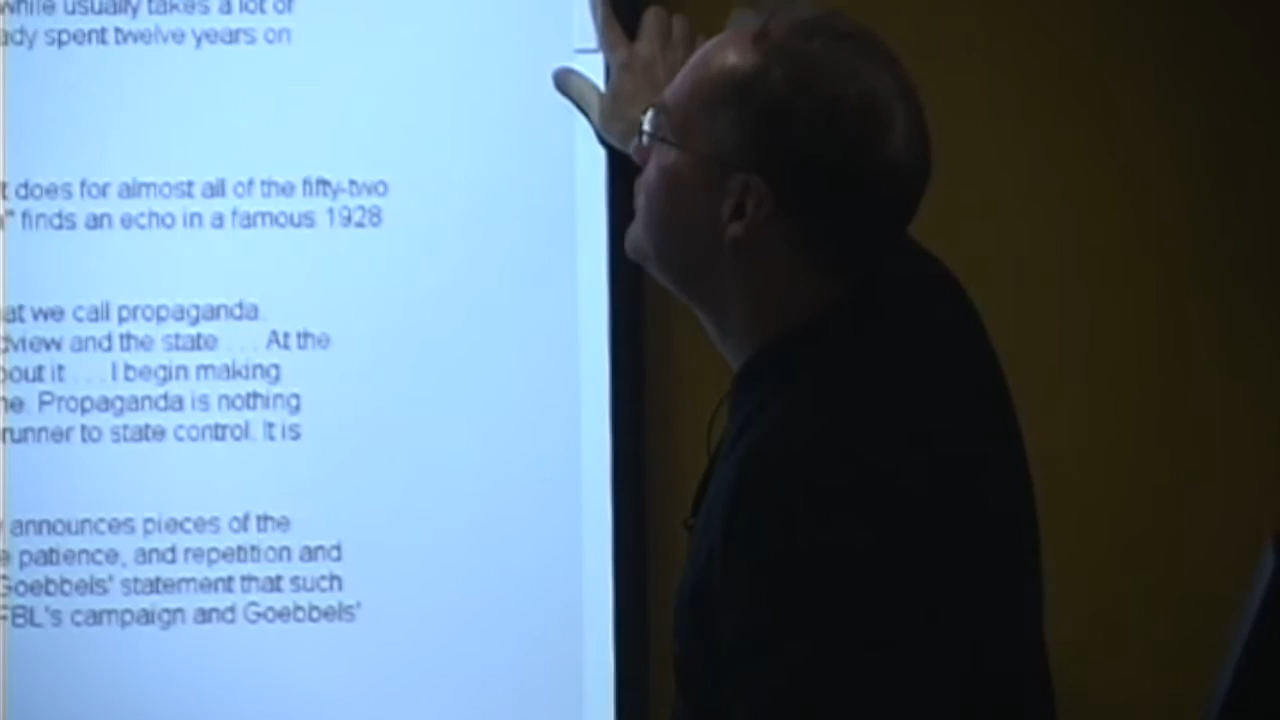 while usually takes a lot of
ady spent twelve years on
t does for almost all of the fifty-two
" finds an echo in a famous 1928
at we call propaganda.
dview and the state . . . At the
bout it . . . I begin making
ne. Propaganda is nothing
runner to state control. It is
announces pieces of the
e patience, and repetition and
Goebbels' statement that such
FBL's campaign and Goebbels'